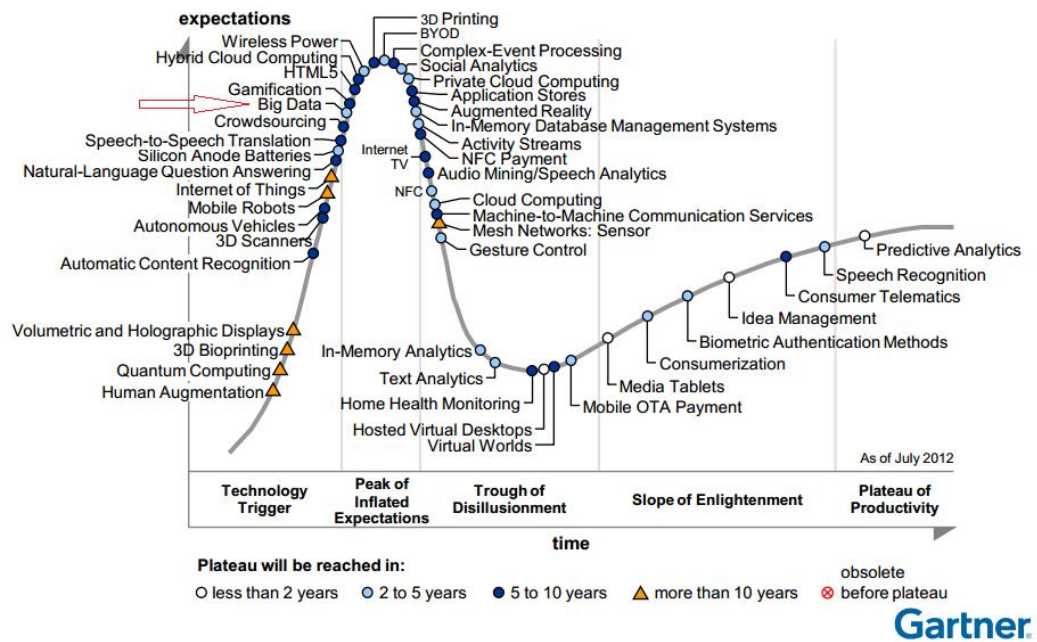 expectations
3D Printing
BYOD
Wireless Power
Complex-Event Processing
Hybrid Cloud Computing
Social Analytics
HTML5
Private Cloud Computing
Gamification
Application Stores
Big Data
Augmented Reality
Crowdsourcing
In-Memory Database Management Systems
Speech-to-Speech Translation
Activity Streams
Silicon Anode Batteries
Internet
TV
NFC Payment
Natural-Language Question Answering
Audio Mining/Speech Analytics
Internet of Things
NFC
Mobile Robots
Cloud Computing
Autonomous Vehicles
Machine-to-Machine Communication Services
3D Scanners
Mesh Networks: Sensor
Automatic Content Recognition
Gesture Control
Predictive Analytics
Speech Recognition
Consumer Telematics
Idea Management
Volumetric and Holographic Displays
Biometric Authentication Methods
3D Bioprinting
In-Memory Analytics
Consumerization
Quantum Computing
Text Analytics
Media Tablets
Human Augmentation
Home Health Monitoring
Mobile OTA Payment
Hosted Virtual Desktops
Virtual Worlds
As of July 2012
Technology
Trigger
Peak of
Inflated
Expectations
Trough of
Disillusionment
Slope of Enlightenment
Plateau of
Productivity
time
Plateau will be reached in:
less than 2 years
2 to 5 years
5 to 10 years
more than 10 years
obsolete
before plateau
Gartner®